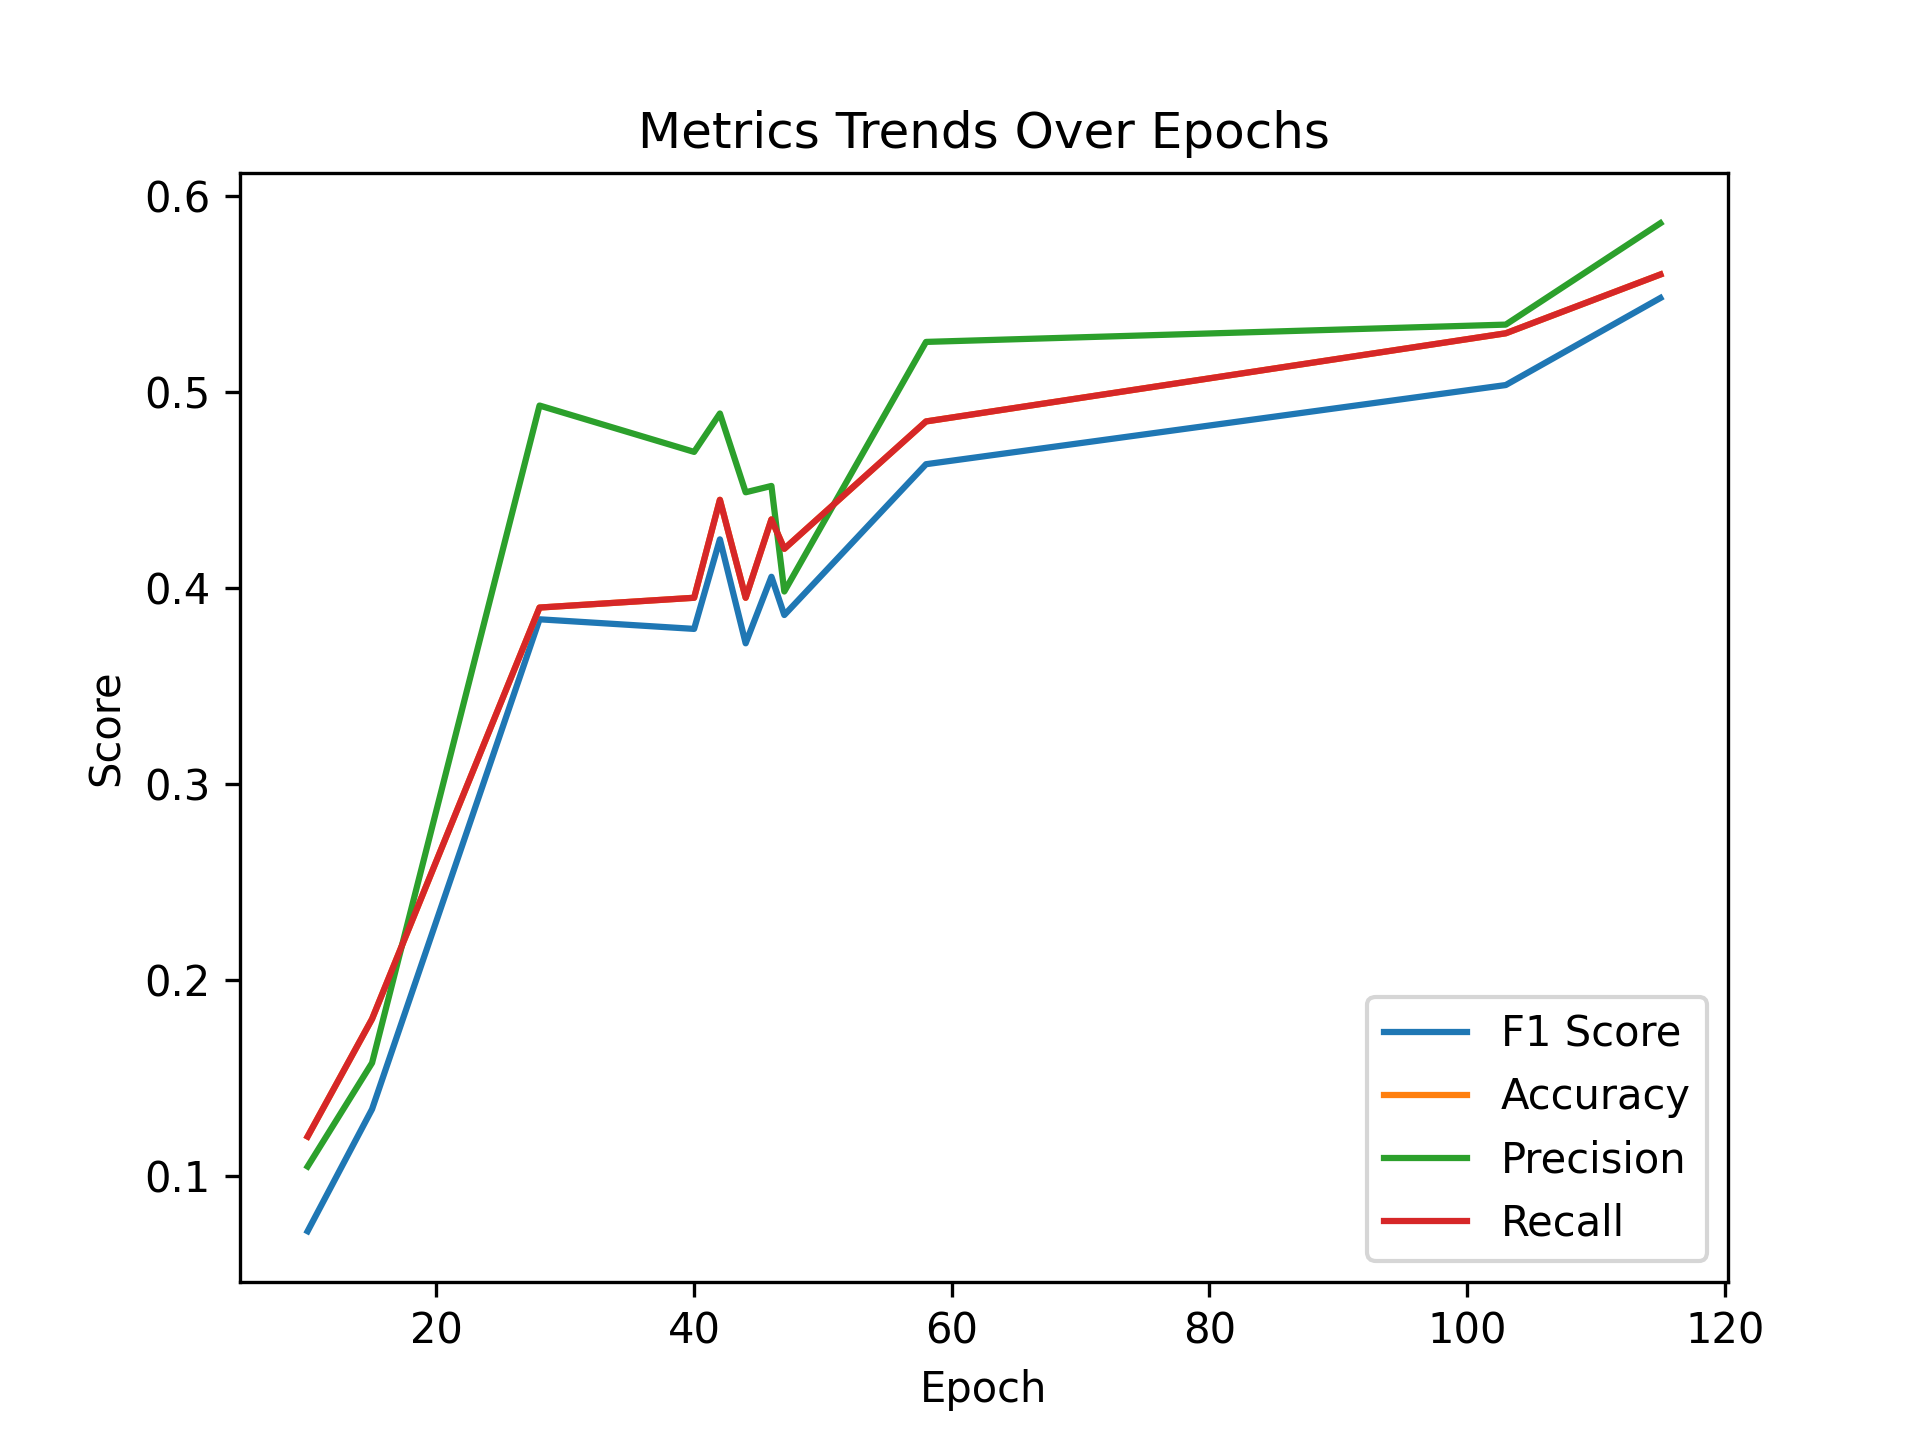 Metrics Trends Over Epochs
0.6
0.5
0.4
0.3
0.2
0.1
Score
20 40 60 80 100 120
Epoch
F1 Score
Accuracy
Precision
Recall